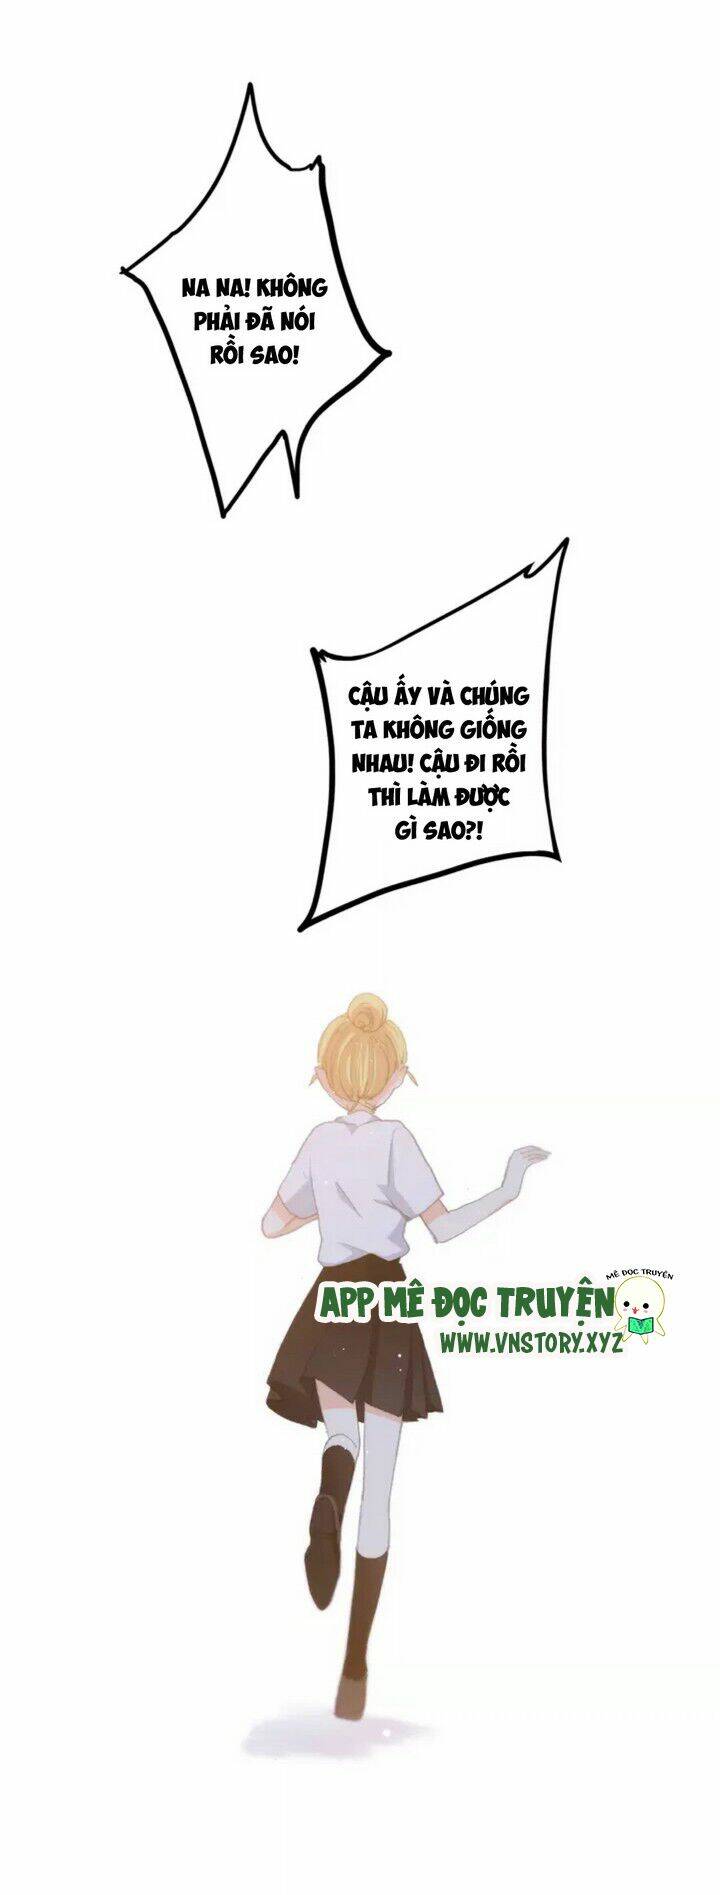 NA NA! KHÔNG
PHẢI ĐÃ NÓI
RỒI SAO!
CẬU ẤY VÀ CHÚNG
TA KHÔNG GIỐNG
NHAU! CẬU ĐI RỒI
THÌ LÀM ĐƯỢC
GÌ SAO?!
MÊ ĐỌC TRUYỆN
APP MÊ ĐỌC TRUYỆN
WWW.VNSTORY.XYZ